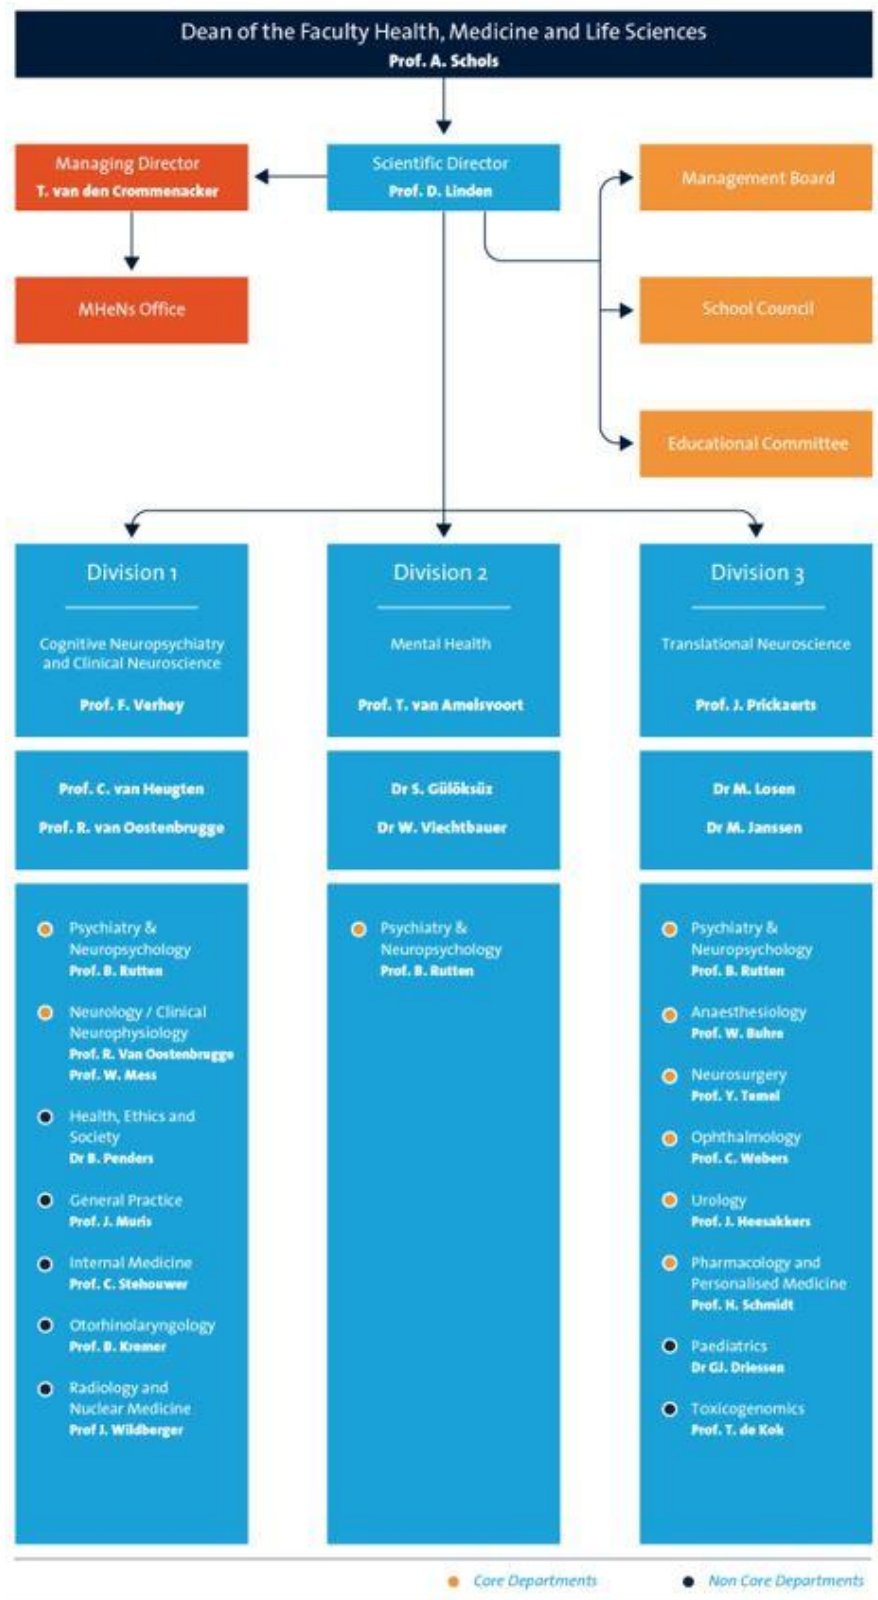 Dean of the Faculty Health, Medicine and Life Sciences
Prof. A. Schols
Managing Director
T. van den Crommenacker
Scientific Director
Prof. D. Linden
Management Board
MHeNs Office
School Council
Educational Committee
Division 1
Cognitive Neuropsychiatry
and Clinical Neuroscience
Prof. F. Verhey
Division 2
Mental Health
Prof. T. van Amelsvoort
Division 3
Translational Neuroscience
Prof. J. Prickaerts
Prof. C. van Heugten
Prof. R. van Oostenbrugge
Dr S. Gülöksüz
Dr W. Viechtbauer
Dr M. Losen
Dr M. Janssen
Psychiatry &
Neuropsychology
Prof. B. Rutten
Neurology / Clinical
Neurophysiology
Prof. R. Van Oostenbrugge
Prof. W. Mess
Health, Ethics and
Society
Dr B. Penders
General Practice
Prof. J. Muris
Internal Medicine
Prof. C. Stehouwer
Otorhinolaryngology
Prof. B. Kremer
Radiology and
Nuclear Medicine
Prof J. Wildberger
Psychiatry &
Neuropsychology
Prof. B. Rutten
Psychiatry &
Neuropsychology
Prof. B. Rutten
Anaesthesiology
Prof. W. Buhre
Neurosurgery
Prof. Y. Temel
Ophthalmology
Prof. C. Webers
Urology
Prof. J. Heesakkers
Pharmacology and
Personalised Medicine
Prof. H. Schmidt
Paediatrics
Dr GJ. Driessen
Toxicogenomics
Prof. T. de Kok
Core Departments
Non Core Departments